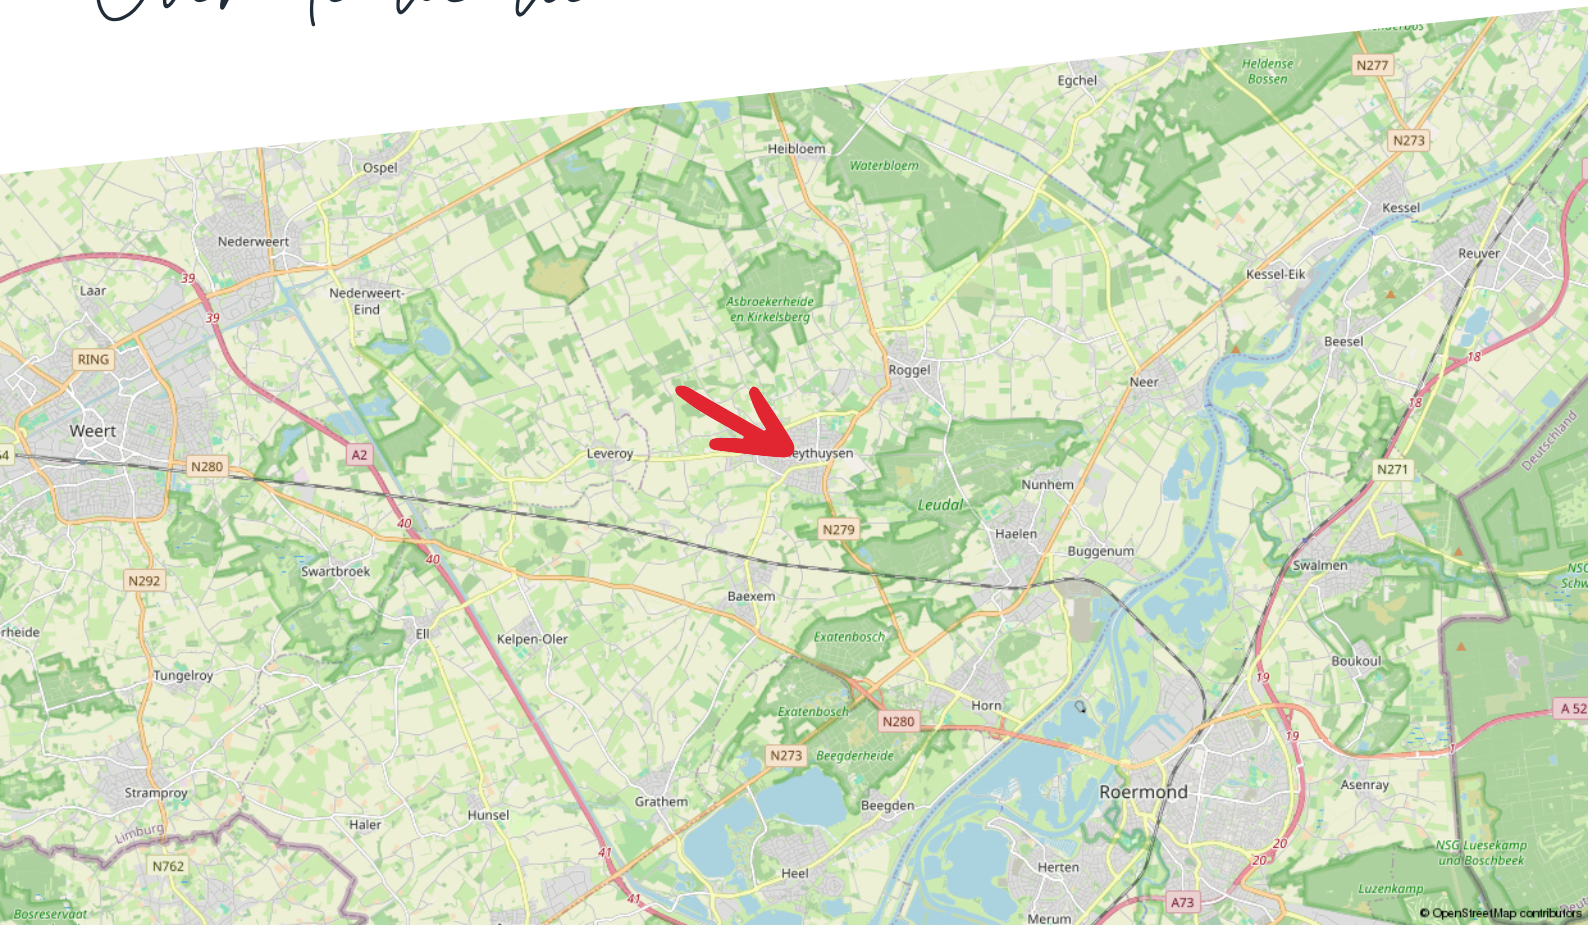 Egchel
Heldense
Bossen
N277
N273
Ospel
Heibloem
Waterbloem
Kessel
Nederweert
Reuver
39
Laar
Nederweert-
Eind
Kessel-Eik
Asbroekerheide
en Kirkelsberg
39
Beesel
RING
18
Roggel
Neer
18
Weert
Deutschland
Leveroy
eythuysen
A2
N280
N271
Nunhem
Leudal
40
N279
Haelen
Buggenum
40
Swalmen
Swartbroek
N292
Baexem
Ell
Kelpen-Oler
Exatenbosch
Boukoul
Tungelroy
19
Horn
Exatenbosch
N280
A 52
19
1
N273
Beegderheide
Stramproy
Roermond
Asenray
Grathem
Beegden
Hunsel
Haler
Limburg
41
20
NSG Luesekamp
und Boschbeek
20
N762
Herten
Heel
Luzenkamp
41
A73
Bosreservaat
Merum
© OpenStreetMap contributors